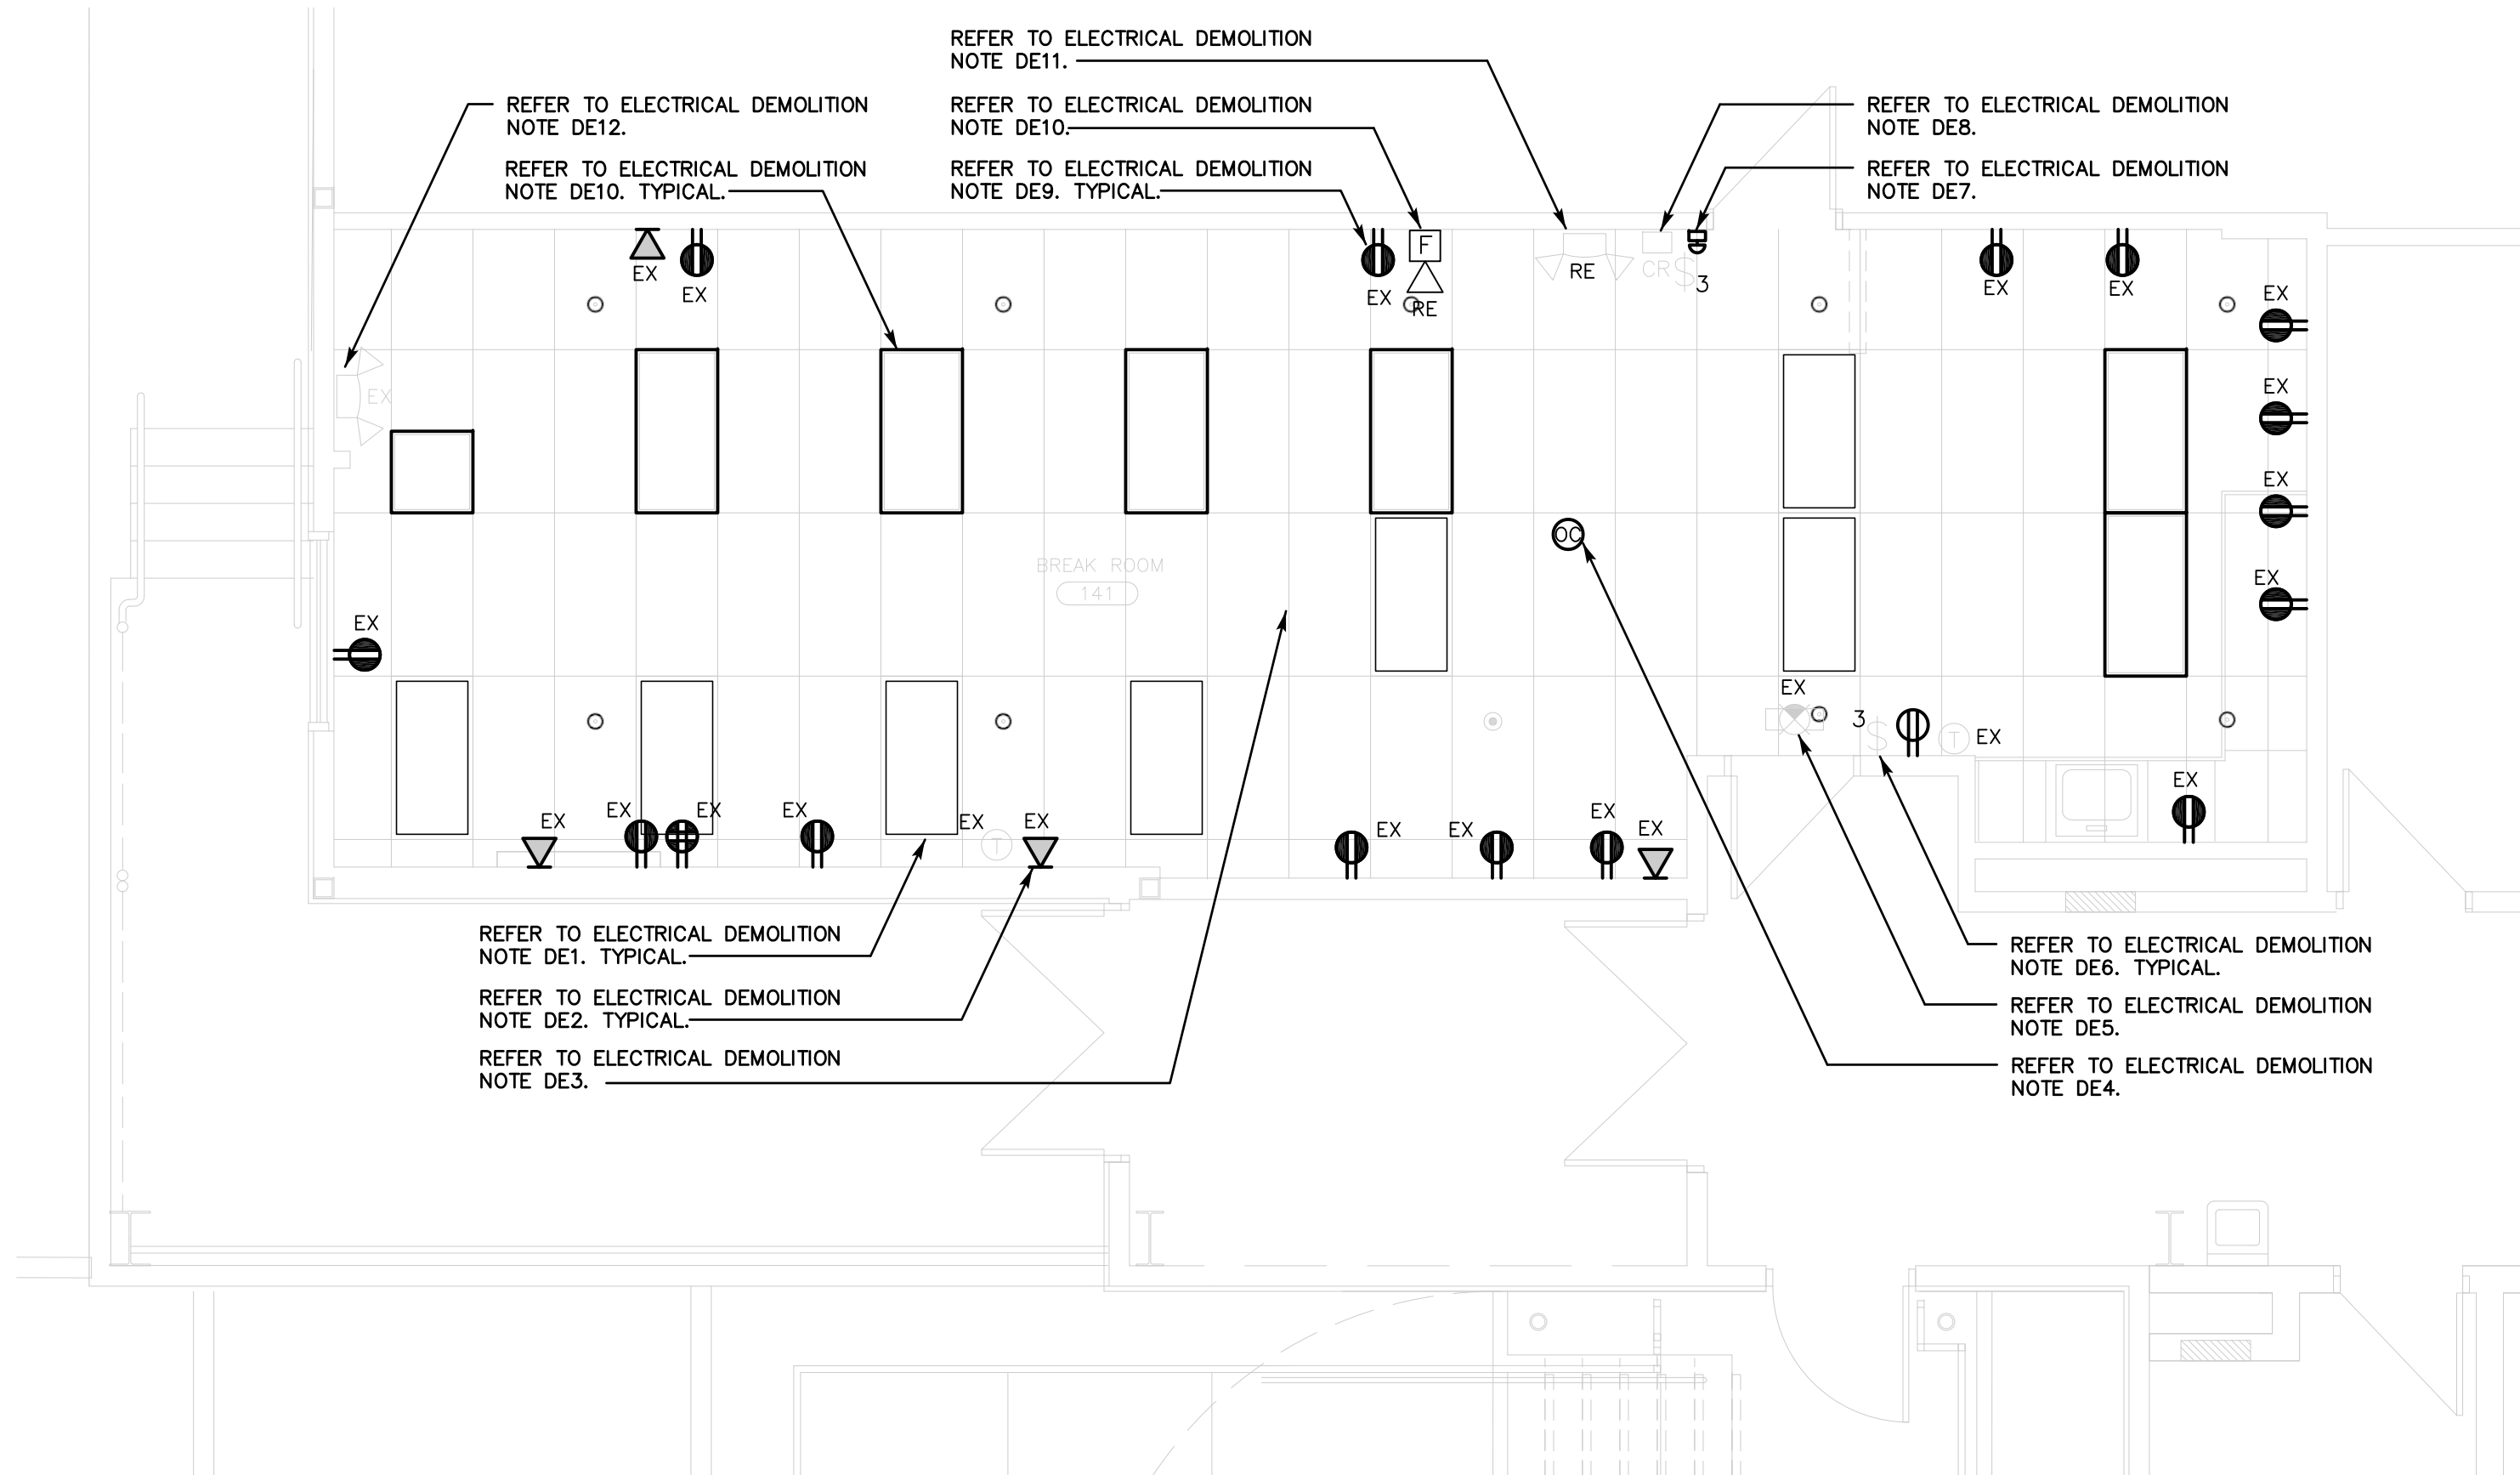 REFER TO ELECTRICAL DEMOLITION
NOTE DE11.
REFER TO ELECTRICAL DEMOLITION
NOTE DE12.
REFER TO ELECTRICAL DEMOLITION
NOTE DE10.
REFER TO ELECTRICAL DEMOLITION
NOTE DE8.
REFER TO ELECTRICAL DEMOLITION
NOTE DE10. TYPICAL.
REFER TO ELECTRICAL DEMOLITION
NOTE DE9. TYPICAL.
REFER TO ELECTRICAL DEMOLITION
NOTE DE7.
F
EX
EX
EX
RE
RE
CR
S
3
EX
EX
EX
EX
EX
EX
EX
OC
BREAK ROOM
141
EX
EX
3
S
T
EX
EX
EX
EX
EX
EX
EX
T
EX
EX
EX
EX
EX
REFER TO ELECTRICAL DEMOLITION
NOTE DE1. TYPICAL.
REFER TO ELECTRICAL DEMOLITION
NOTE DE2. TYPICAL.
REFER TO ELECTRICAL DEMOLITION
NOTE DE3.
REFER TO ELECTRICAL DEMOLITION
NOTE DE6. TYPICAL.
REFER TO ELECTRICAL DEMOLITION
NOTE DE5.
REFER TO ELECTRICAL DEMOLITION
NOTE DE4.